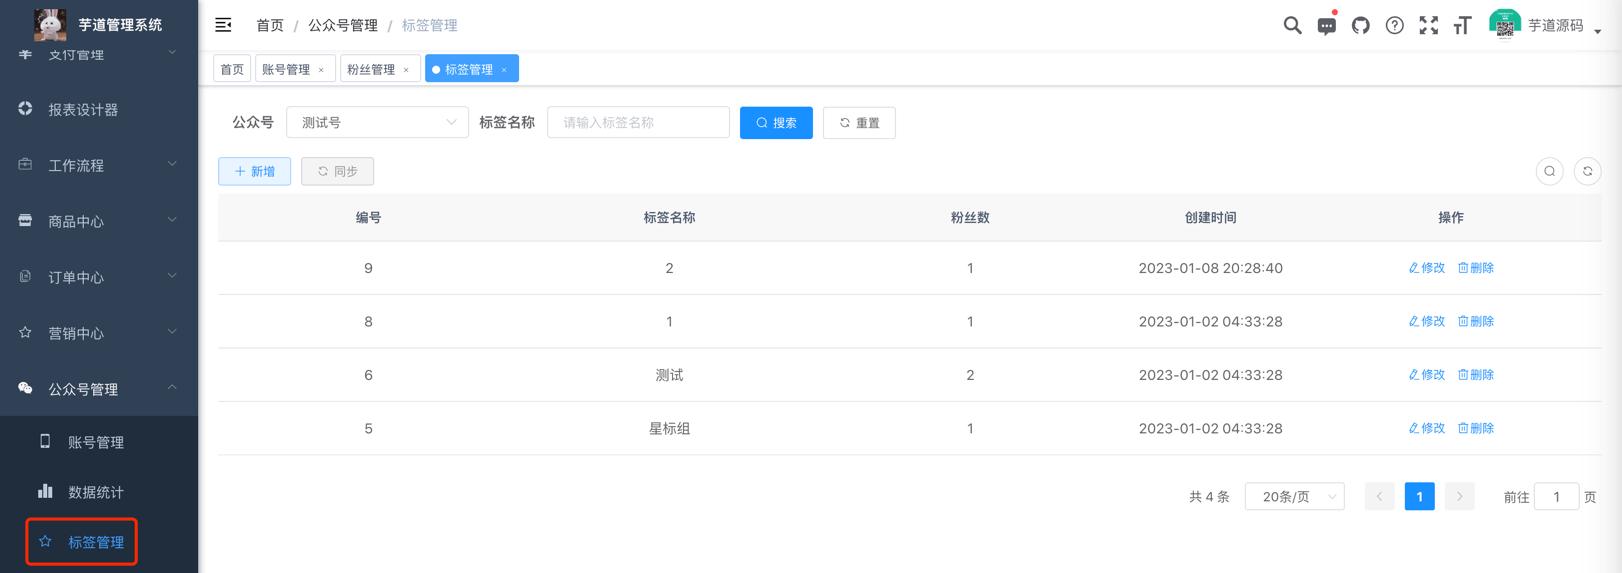 芋道管理系统
首页 / 公众号管理 / 标签管理
芋道源码
支付管理
报表设计器
工作流程
商品中心
订单中心
营销中心
公众号管理
账号管理
数据统计
标签管理
首页 账号管理 × 粉丝管理 × 标签管理 ×
公众号 测试号 标签名称 请输入标签名称 搜索 重置
新增 同步
编号 标签名称 粉丝数 创建时间 操作
9 2 1 2023-01-08 20:28:40 修改 删除
8 1 1 2023-01-02 04:33:28 修改 删除
6 测试 2 2023-01-02 04:33:28 修改 删除
5 星标组 1 2023-01-02 04:33:28 修改 删除
共 4 条 20条/页 1 前往 1 页